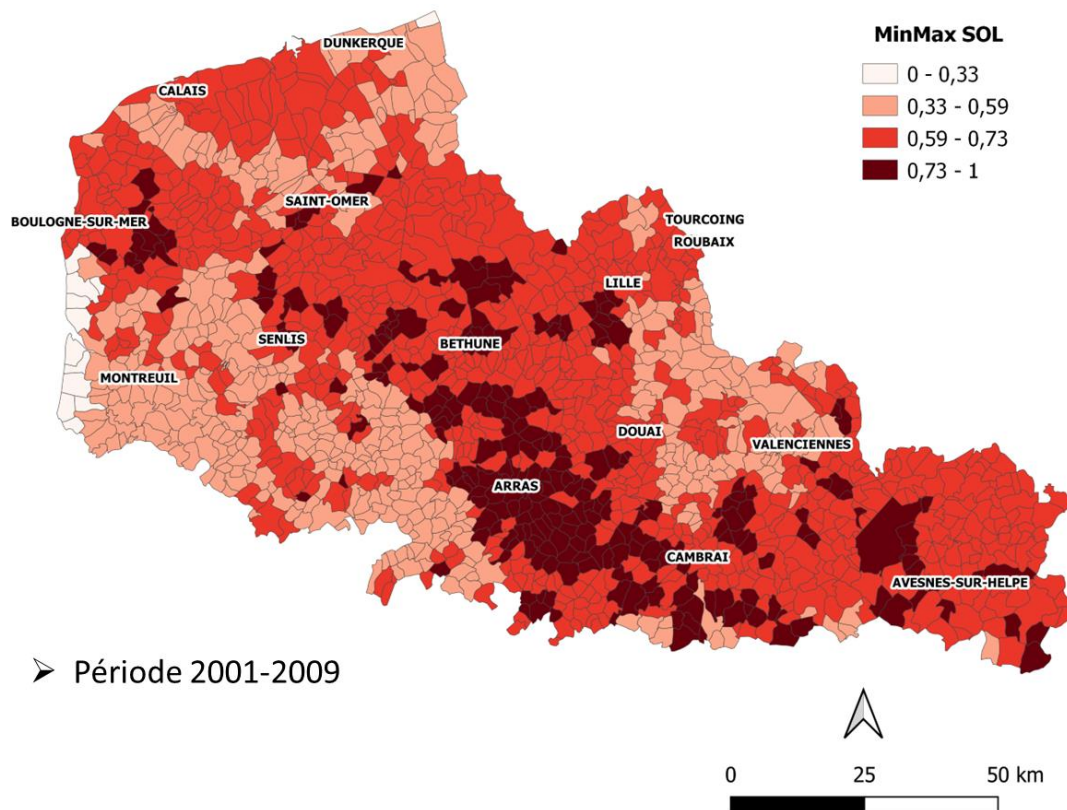 MinMax SOL
0 - 0,33
0,33 - 0,59
0,59 - 0,73
0,73 - 1
DUNKERQUE
CALAIS
SAINT-OMER
BOULOGNE-SUR-MER
TOURCOING
ROUBAIX
LILLE
SENLIS
BETHUNE
MONTREUIL
DOUAI
VALENCIENNES
ARRAS
CAMBRAI
AVESNES-SUR-HELPE
➢ Période 2001-2009
0 25 50 km